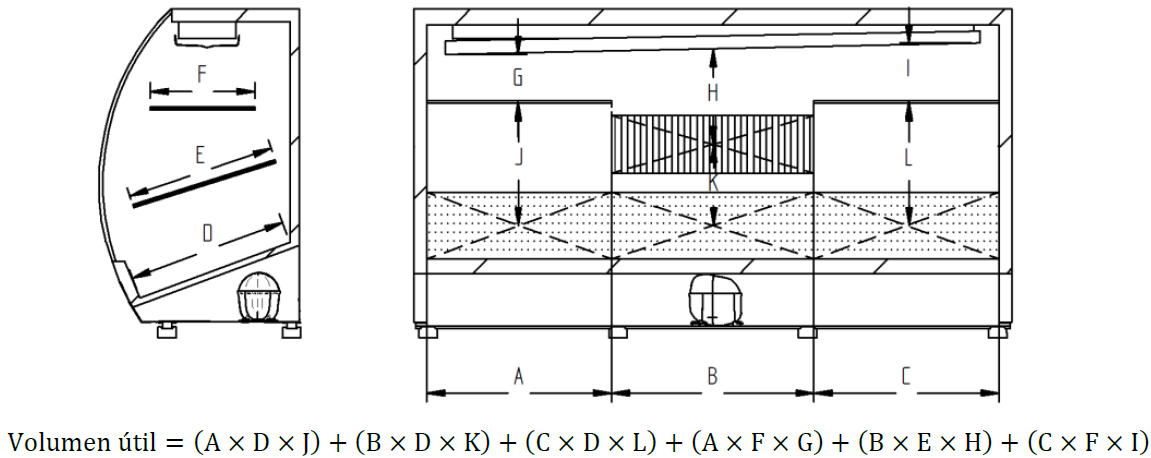 F
E
D
G
H
I
J
K
L
A
B
C
Volumen útil = (A × D × J) + (B × D × K) + (C × D × L) + (A × F × G) + (B × E × H) + (C × F × I)